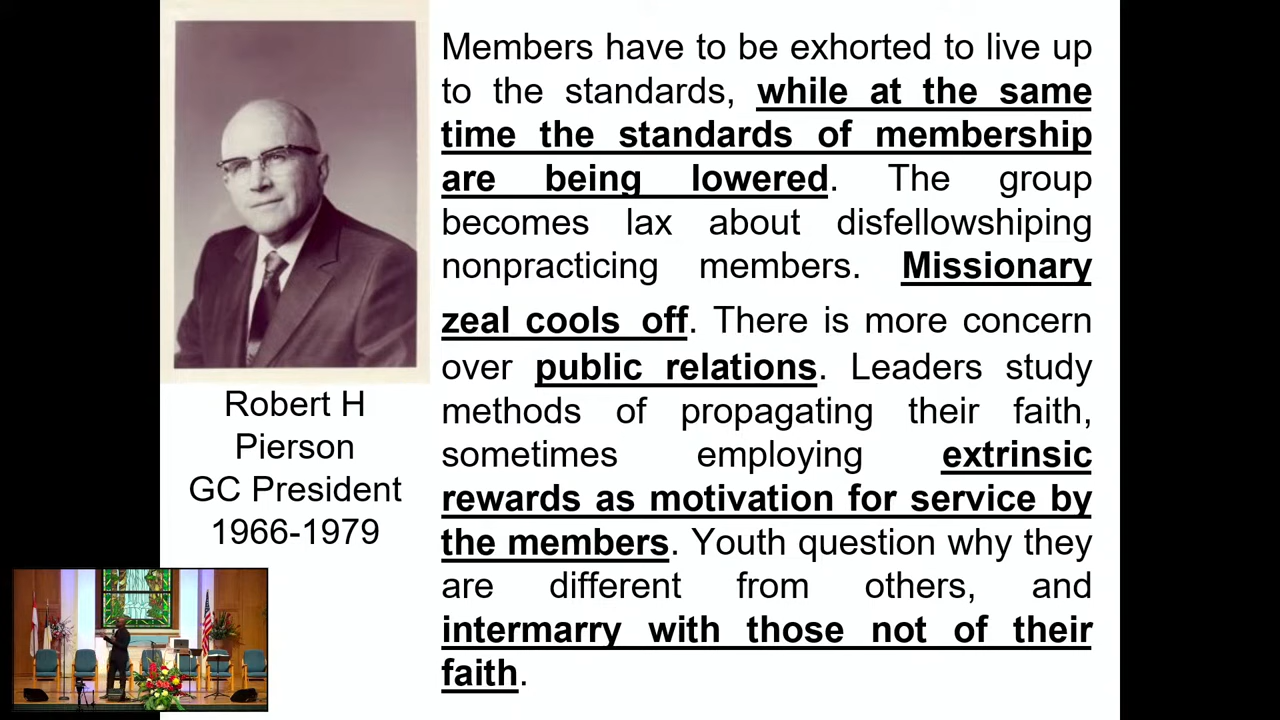 Members have to be exhorted to live up
to the standards, while at the same
time the standards of membership
are being lowered. The group
becomes lax about disfellowshiping
nonpracticing members. Missionary
zeal cools off. There is more concern
over public relations. Leaders study
methods of propagating their faith,
sometimes employing extrinsic
rewards as motivation for service by
the members. Youth question why they
are different from others, and
intermarry with those not of their
faith.
Robert H
Pierson
GC President
1966-1979